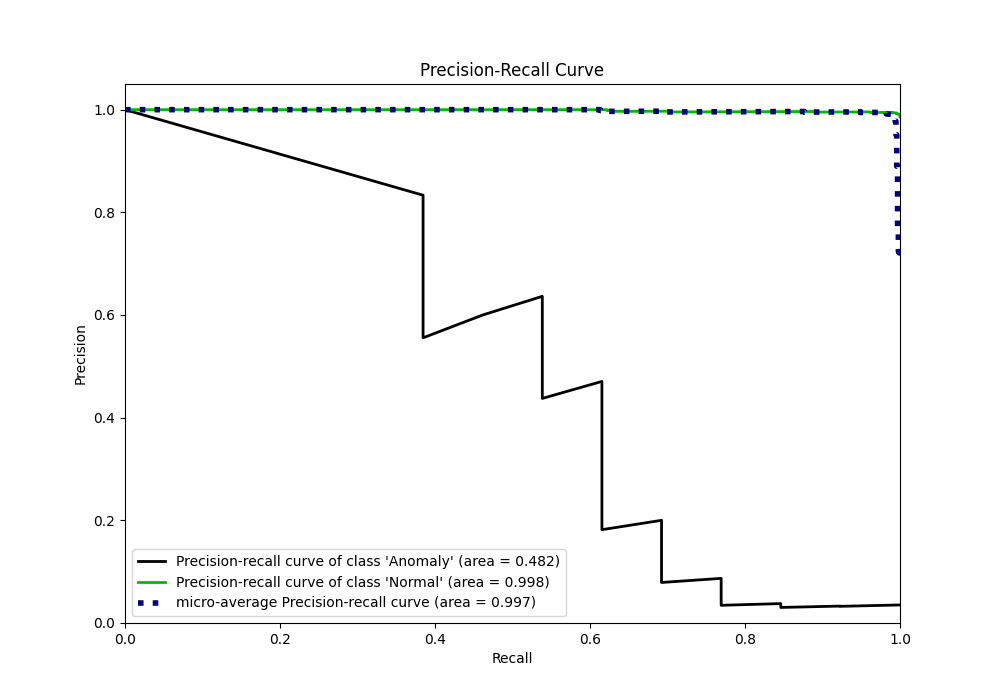 Precision-Recall Curve
1.0
0.8
0.6
0.4
0.2
0.0
Precision
Precision-recall curve of class 'Anomaly' (area = 0.482)
Precision-recall curve of class 'Normal' (area = 0.998)
micro-average Precision-recall curve (area = 0.997)
0.0 0.2 0.4 0.6 0.8 1.0
Recall